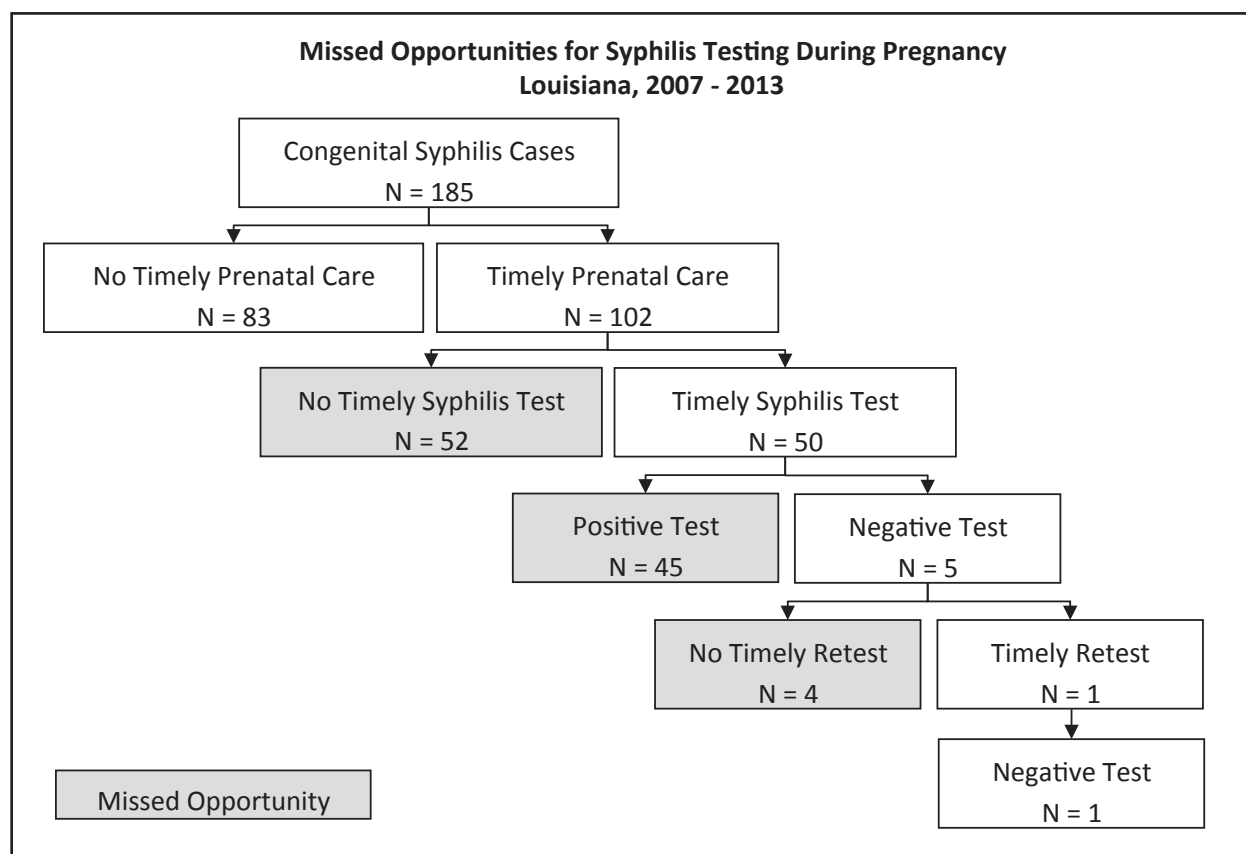 Missed Opportunities for Syphilis Testing During Pregnancy
Louisiana, 2007 - 2013
Congenital Syphilis Cases
N = 185
No Timely Prenatal Care
N = 83
Timely Prenatal Care
N = 102
No Timely Syphilis Test
N = 52
Timely Syphilis Test
N = 50
Positive Test
N = 45
Negative Test
N = 5
No Timely Retest
N = 4
Timely Retest
N = 1
Negative Test
N = 1
Missed Opportunity